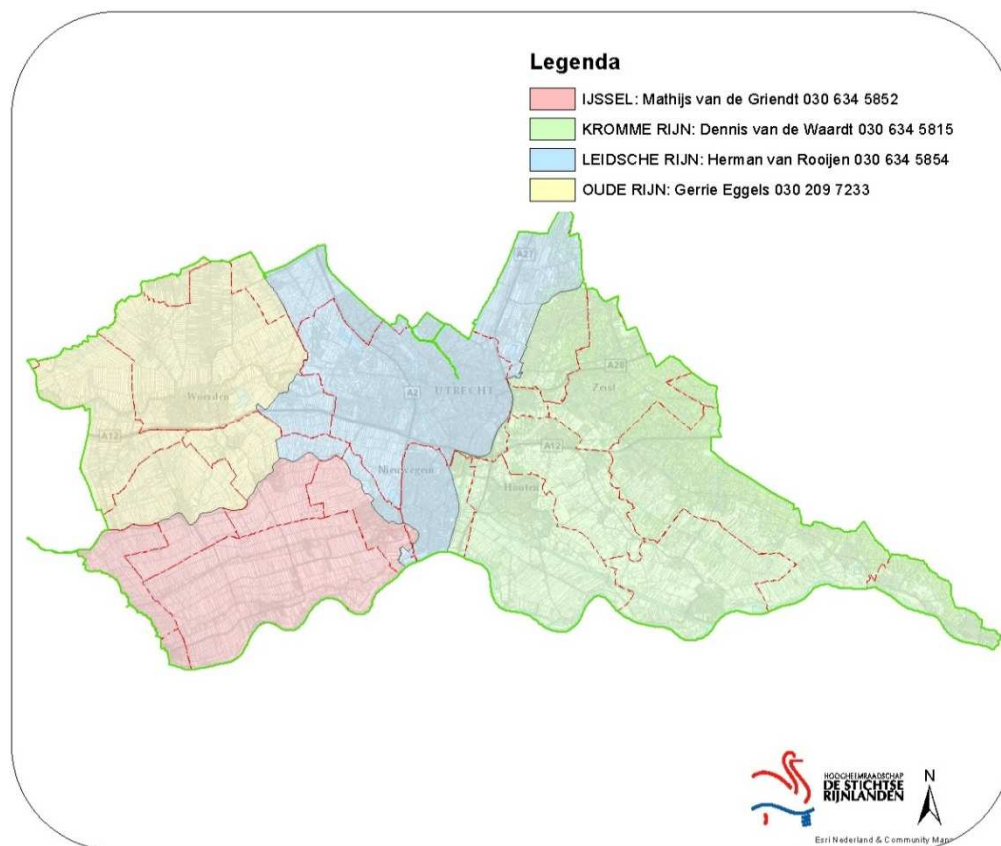 Legenda
IJSSEL: Mathijs van de Griendt 030 634 5852
KROMME RIJN: Dennis van de Waardt 030 634 5815
LEIDSCHE RIJN: Herman van Rooijen 030 634 5854
OUDE RIJN: Gerrie Eggels 030 209 7233
A27
A28
Zeist
UTRECHT
A2
Woerden
A12
A12
Nieuwegein
Houten
HOOGHEEMRAADSCHAP
DE STICHTSE
RIJNLANDEN
N
Esri Nederland & Community Map